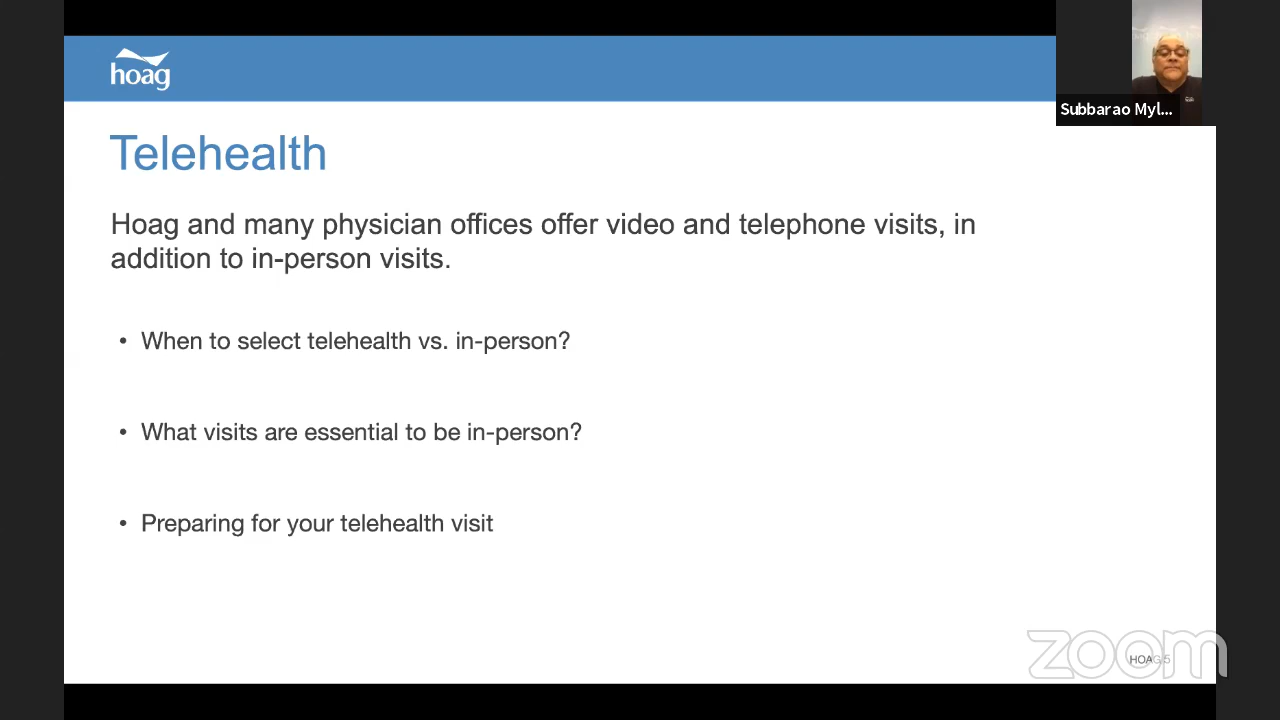 hoag
Subbarao Myl...
Telehealth
Hoag and many physician offices offer video and telephone visits, in
addition to in-person visits.
• When to select telehealth vs. in-person?
• What visits are essential to be in-person?
• Preparing for your telehealth visit
HOAG 5
zoom